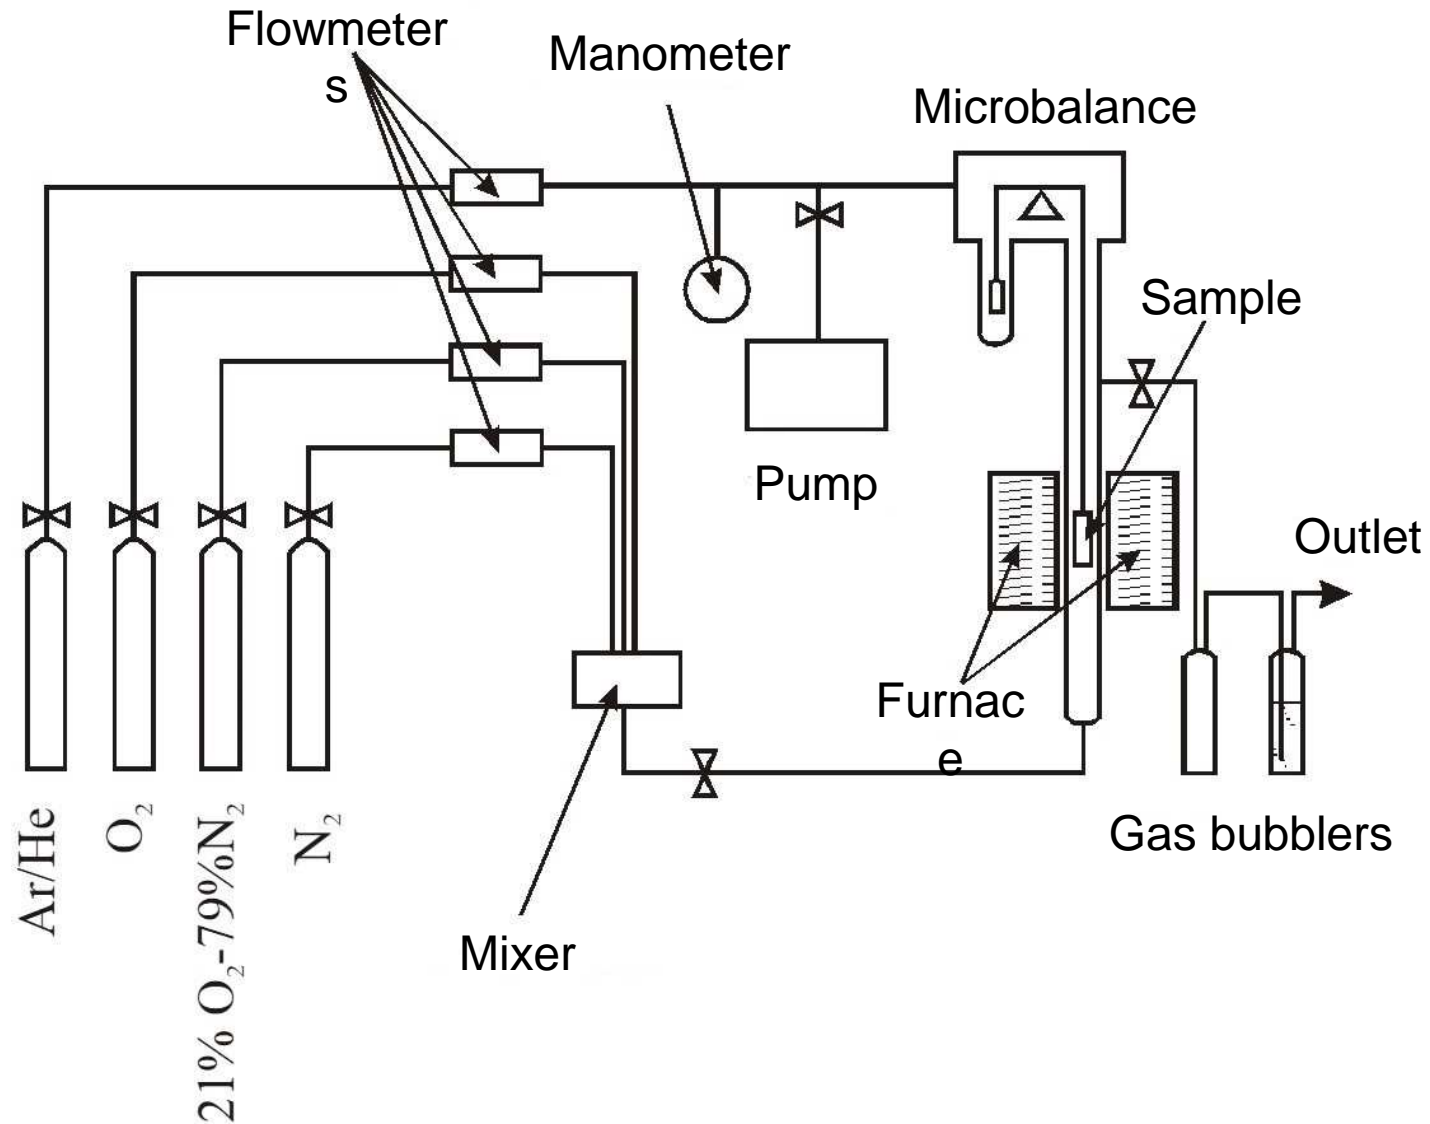 Flowmeter
s
Manometer
Microbalance
Sample
Pump
Outlet
Furnac
e
Gas bubblers
Mixer
Ar/He
O₂
21% O₂-79%N₂
N₂